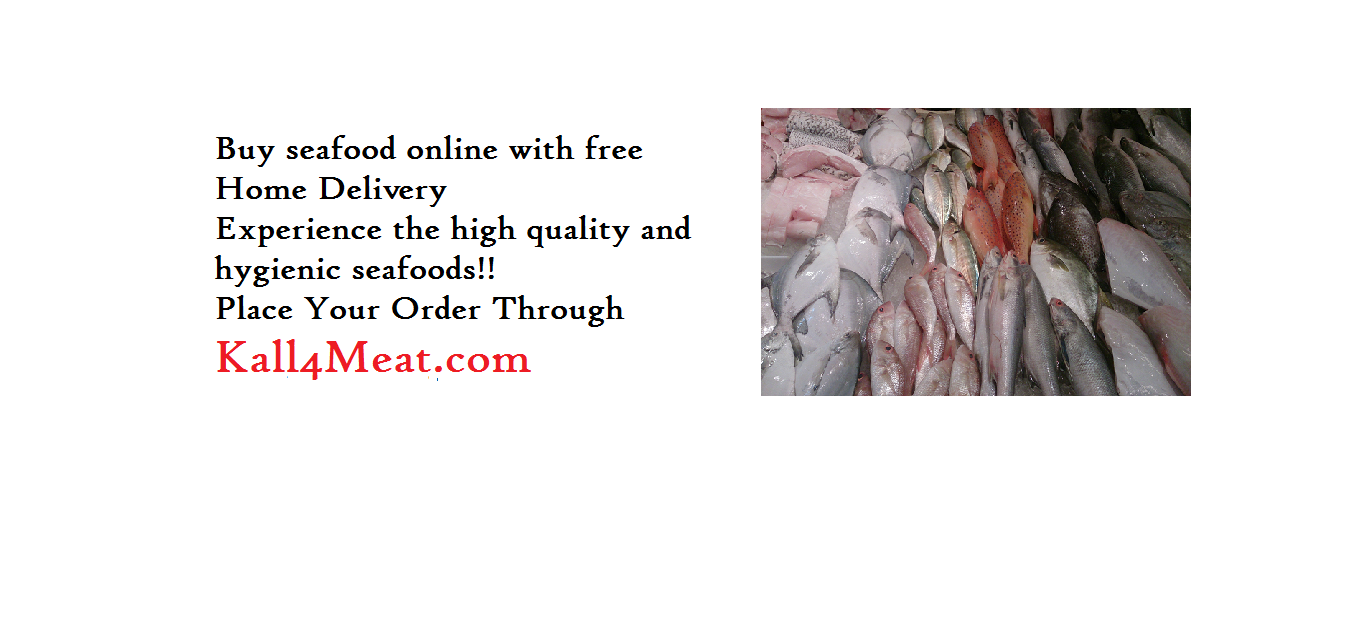 Buy seafood online with free
Home Delivery
Experience the high quality and
hygienic seafoods!!
Place Your Order Through
Kall4Meat.com